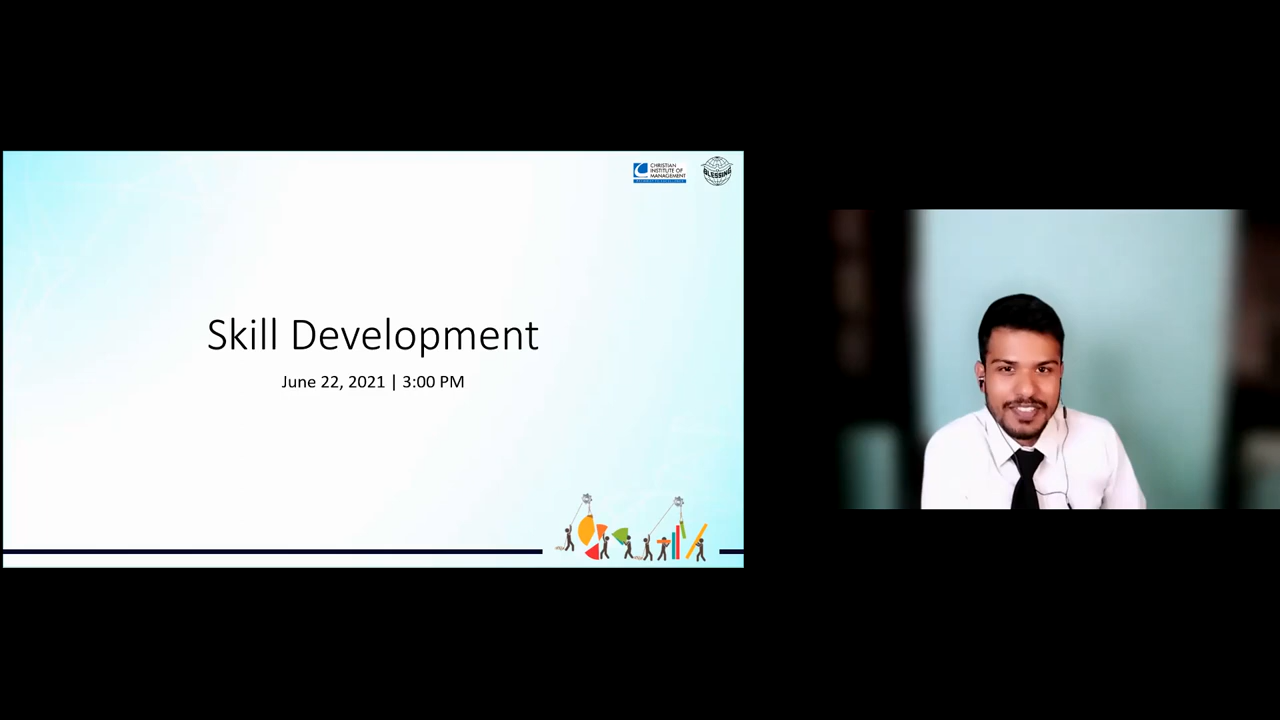 CHRISTIAN
INSTITUTE OF
MANAGEMENT
BLESSING
Skill Development
June 22, 2021 | 3:00 PM